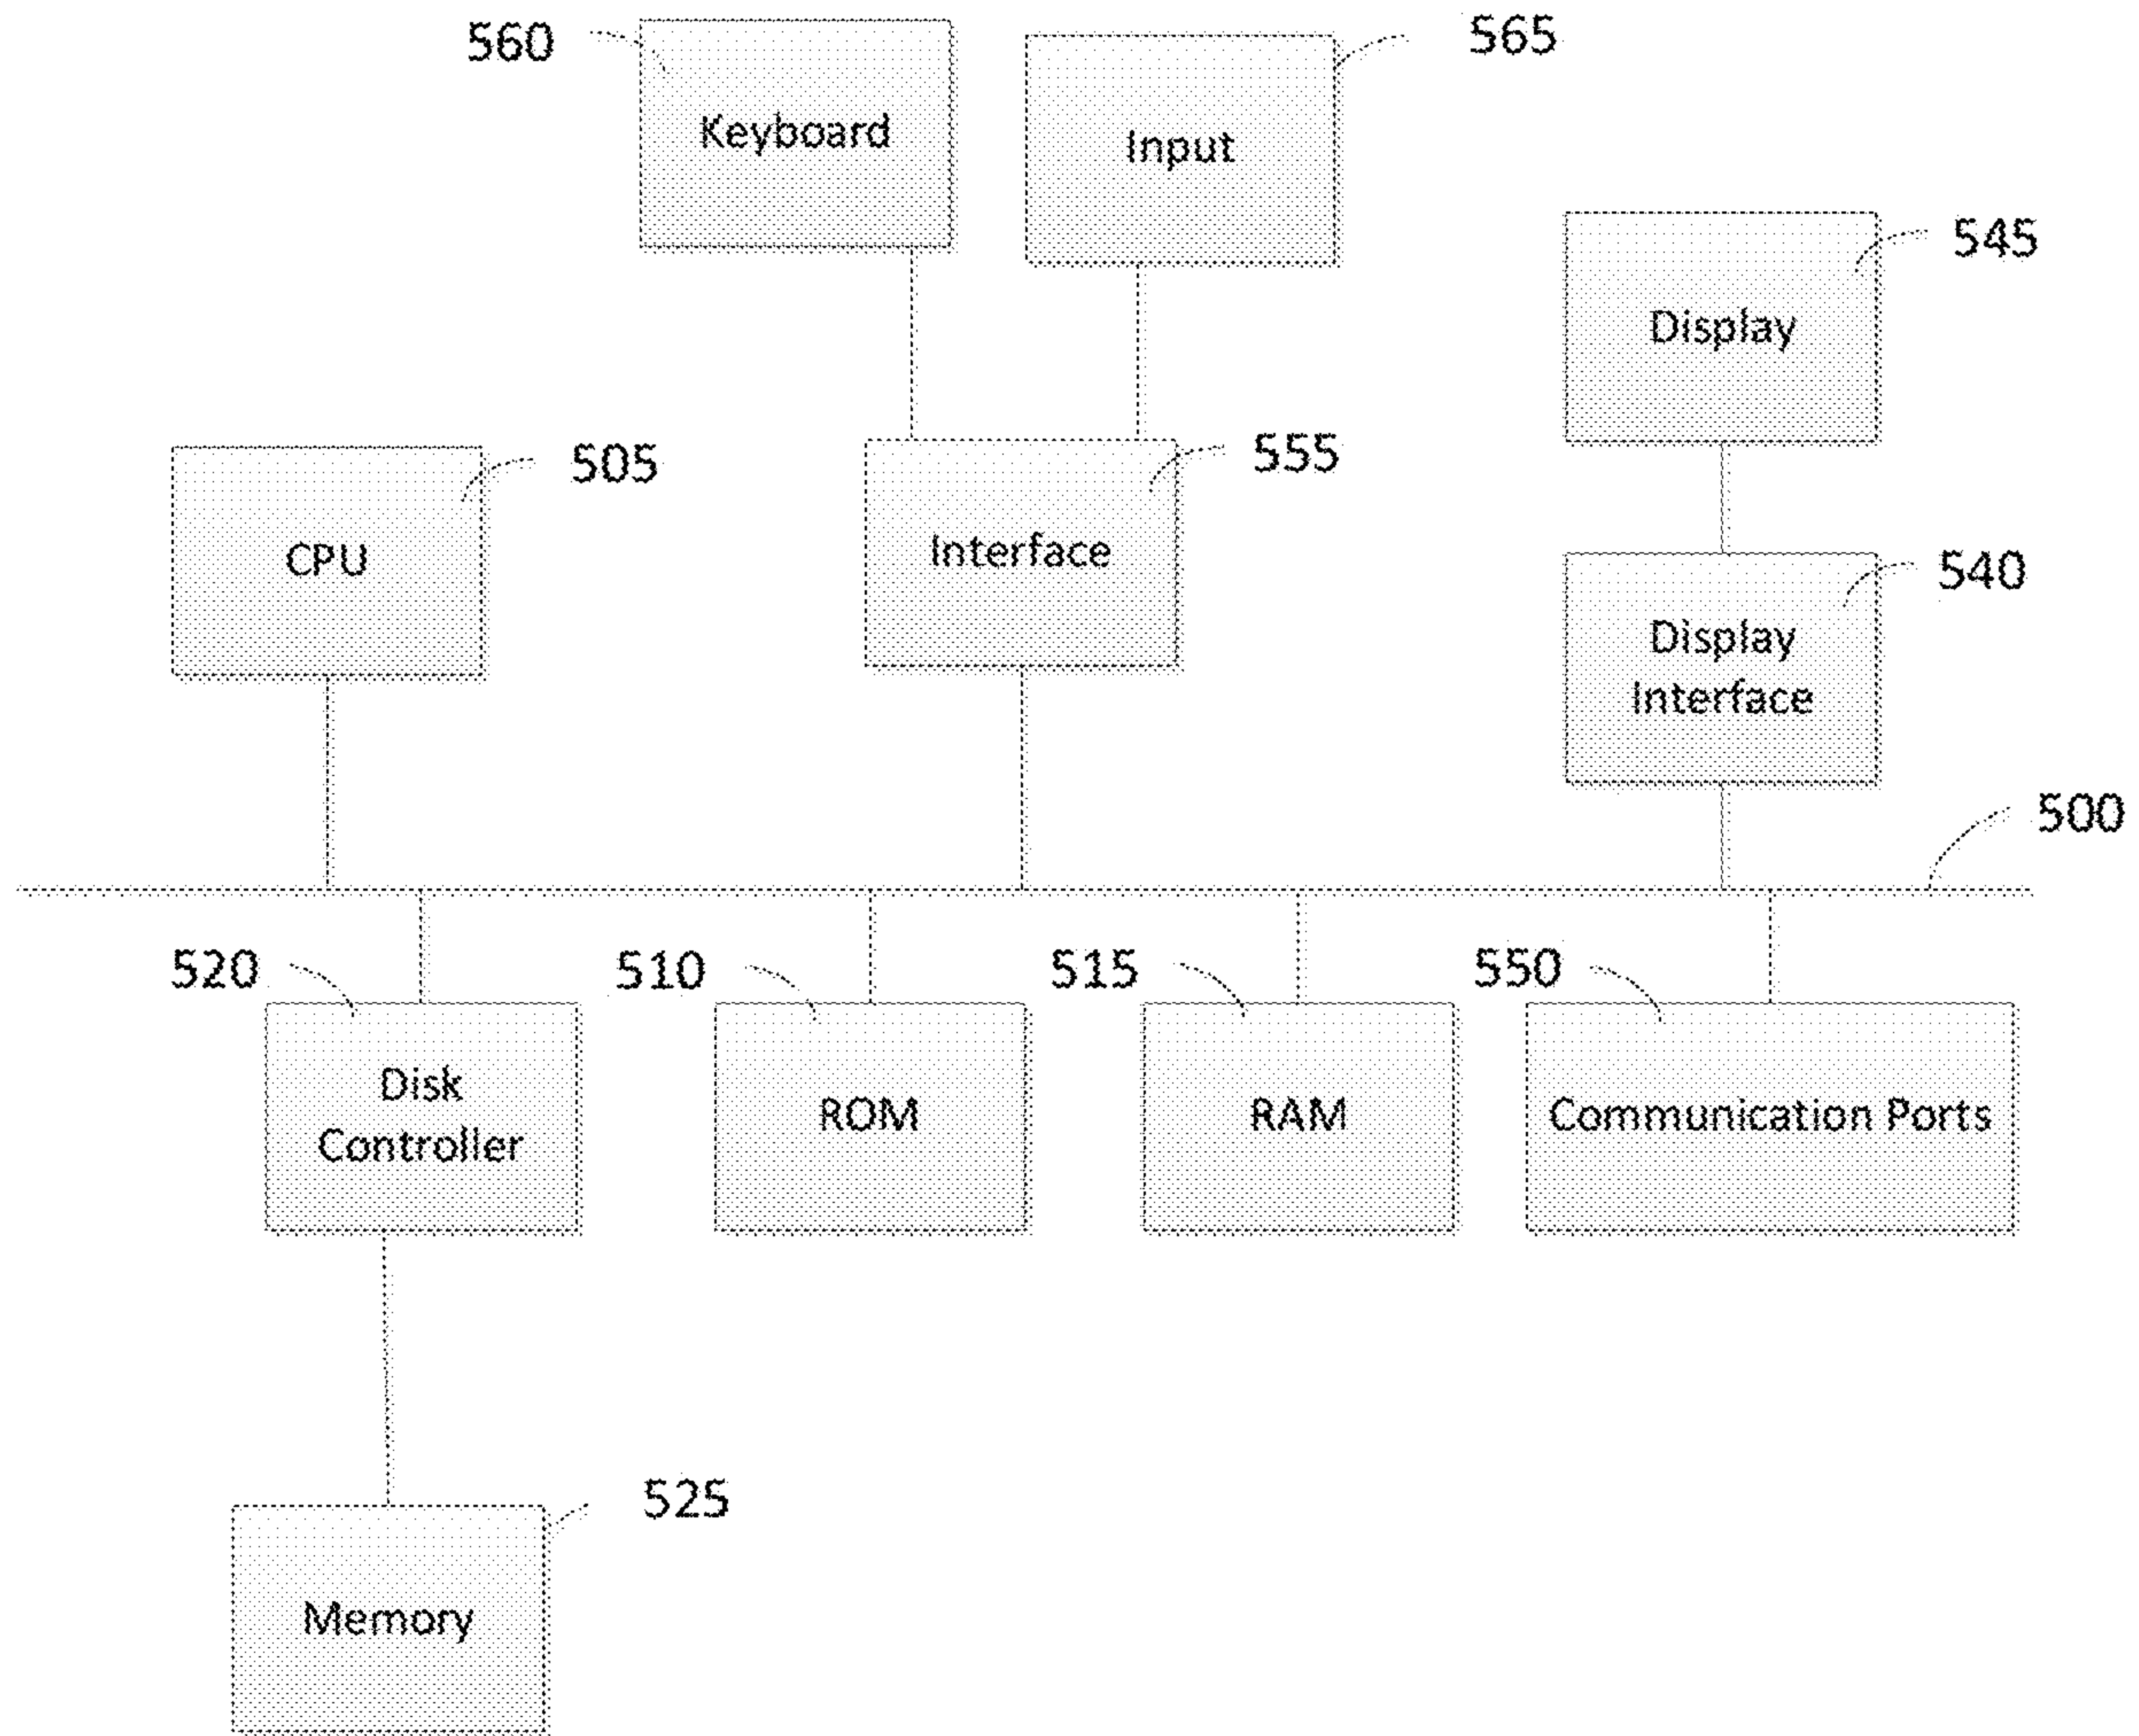 560
Keyboard
565
Input
545
Display
505
CPU
555
Interface
540
Display
Interface
500
520
Disk
Controller
510
ROM
515
RAM
550
Communication Ports
525
Memory